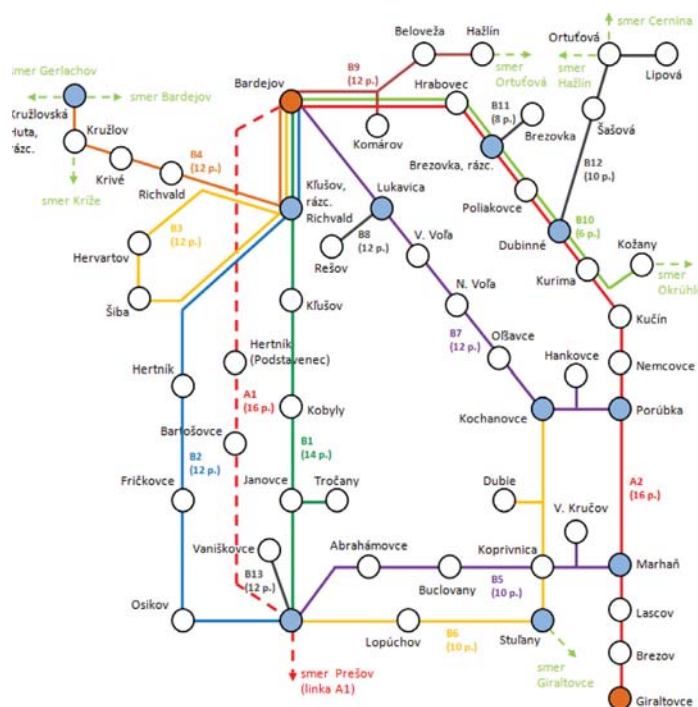 Beloveža
Hažlín
smer Cernina
Ortuťová
B9
(12 p.)
smer
Ortuťová
smer
Hažlín
Lipová
smer Gerlachov
smer Bardejov
Bardejov
Hrabovec
B11
(8 p.)
Brezovka
Šašová
Kružlovská
Huta,
rázc.
Kružlov
Komárov
Brezovka, rázc.
B12
(10 p.)
Krivé
B4
(12 p.)
Richvald
smer Kríže
Kľušov,
rázc.
Richvald
Lukavica
Poliakovce
B3
(12 p.)
B8
(12 p.)
V. Voľa
Dubinné
B10
(6 p.)
Kožany
Hervartov
Rešov
Kurima
smer
Okrúhle
Šiba
Kľušov
N. Voľa
Kučín
Hertník
Hertník
(Podstavenec)
B7
(12 p.)
Oľšavce
Hankovce
Nemcovce
A1
(16 p.)
Kobyly
Kochanovce
Porúbka
Bartošovce
B1
(14 p.)
B2
(12 p.)
Fričkovce
Janovce
Tročany
Dubie
A2
(16 p.)
V. Kručov
Vaniškovce
Abrahámovce
Koprivnica
Marhaň
B13
(12 p.)
Buclovany
B5
(10 p.)
Osikov
Lopúchov
B6
(10 p.)
Stuľany
Lascov
smer
Giraltovce
Brezov
smer Prešov
(linka A1)
Giraltovce